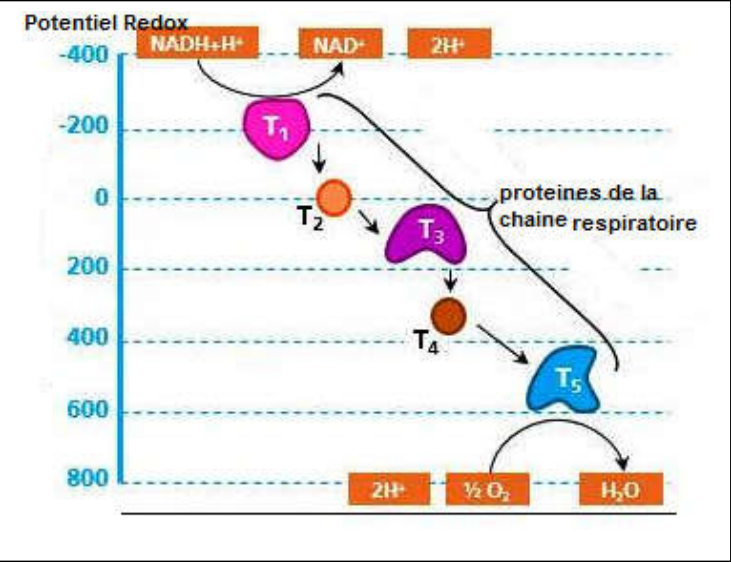 Potentiel Redox
NADH+H⁺ NAD⁺ 2H⁺
-400
-200
T₁
0
T₂
proteines de la
chaine respiratoire
T₃
200
400
T₄
T₅
600
800
2H⁺ ½ O₂ H₂O